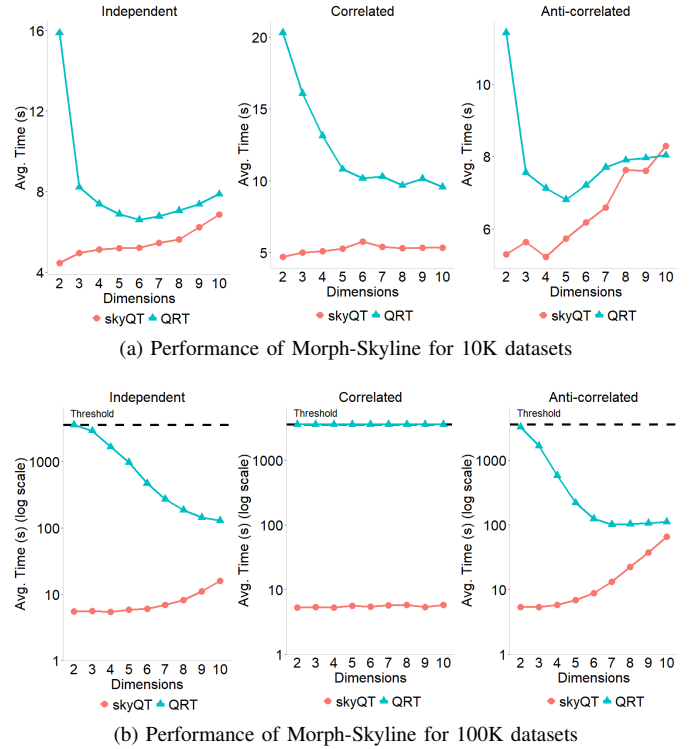 Independent
Correlated
Anti-correlated
Avg. Time (s)
16
12
8
4
2 3 4 5 6 7 8 9 10
Dimensions
skyQT QRT
Avg. Time (s)
20
15
10
5
2 3 4 5 6 7 8 9 10
Dimensions
skyQT QRT
Avg. Time (s)
10
8
6
2 3 4 5 6 7 8 9 10
Dimensions
skyQT QRT
(a) Performance of Morph-Skyline for 10K datasets
Independent
Correlated
Anti-correlated
Avg. Time (s) (log scale)
Threshold
1000
100
10
1
2 3 4 5 6 7 8 9 10
Dimensions
skyQT QRT
Avg. Time (s) (log scale)
Threshold
1000
100
10
1
2 3 4 5 6 7 8 9 10
Dimensions
skyQT QRT
Avg. Time (s) (log scale)
Threshold
1000
100
10
1
2 3 4 5 6 7 8 9 10
Dimensions
skyQT QRT
(b) Performance of Morph-Skyline for 100K datasets